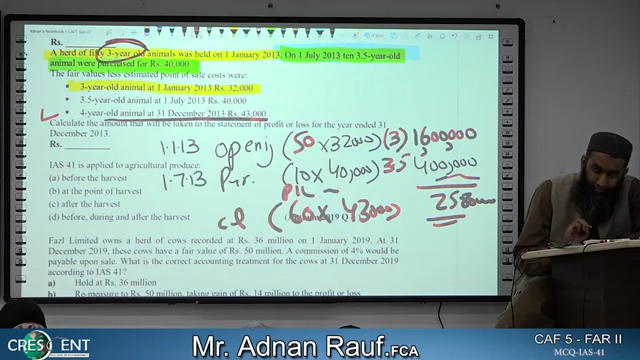 Adnan's Notebook
Rs.
A herd of fifty 3-year old animals was held on 1 January 2013. On 1 July 2013 ten 3.5-year-old
animal were purchased for Rs. 40,000
The fair values less estimated point of sale costs were:
• 3-year-old animal at 1 January 2013 Rs. 32,000
• 3.5-year-old animal at 1 July 2013 Rs. 40,000
• 4-year-old animal at 31 December 2013 Rs. 43,000
Calculate the amount that will be taken to the statement of profit or loss for the year ended 31
December 2013.
Rs.
1·1·13 openg (50 x 32000) (3) 1600000
IAS 41 is applied to agricultural produce:
(a) before the harvest
1·7·13 Pur. (10 x 40,000) 3.5 400,000
(b) at the point of harvest
(c) after the harvest
P/L
cl (60 x 43000) 2580000
(d) before, during and after the harvest
2019 Q
Fazl Limited owns a herd of cows recorded at Rs. 36 million on 1 January 2019. At 31
December 2019, these cows have a fair value of Rs. 50 million. A commission of 4% would be
payable upon sale. What is the correct accounting treatment for the cows at 31 December 2019
according to IAS 41?
a) Hold at Rs. 36 million
b) Re-measure to Rs. 50 million, taking gain of Rs. 14 million to the profit or loss
CRESCENT
Mr. Adnan Rauf.FCA
CAF 5 - FAR II
MCQ-IAS-41